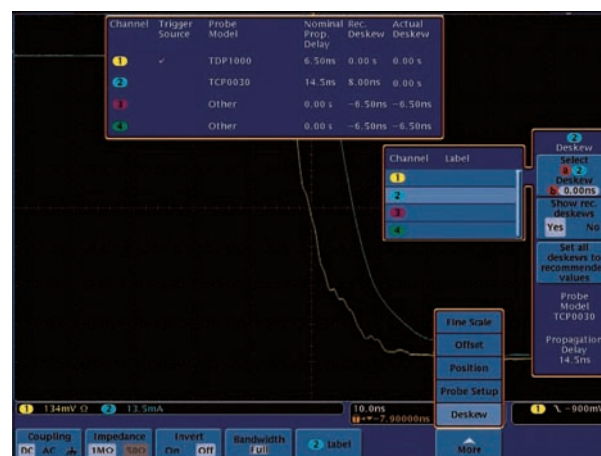 Channel Trigger Source Probe Model Nominal Prop. Delay Rec. Deskew Actual Deskew
1 ✓ TDP1000 6.50ns 0.00 s 0.00 s
2 TCP0030 14.5ns 8.00ns 0.00 s
3 Other 0.00 s -6.50ns -6.50ns
4 Other 0.00 s -6.50ns -6.50ns
Channel Label
1
2
3
4
2
Deskew
Select
a 2
Deskew
b 0.00ns
Show rec.
deskews
Yes No
Set all
deskews to
recommende
values
Probe
Model
TCP0030
Propagation
Delay
14.5ns
Fine Scale
Offset
Position
Probe Setup
Deskew
1 134mV Ω 2 13.5mA 10.0ns 1 -900mV
-7.90000ns
Coupling
DC AC
Impedance
1MΩ 50Ω
Invert
On Off
Bandwidth
Full
2 Label
More